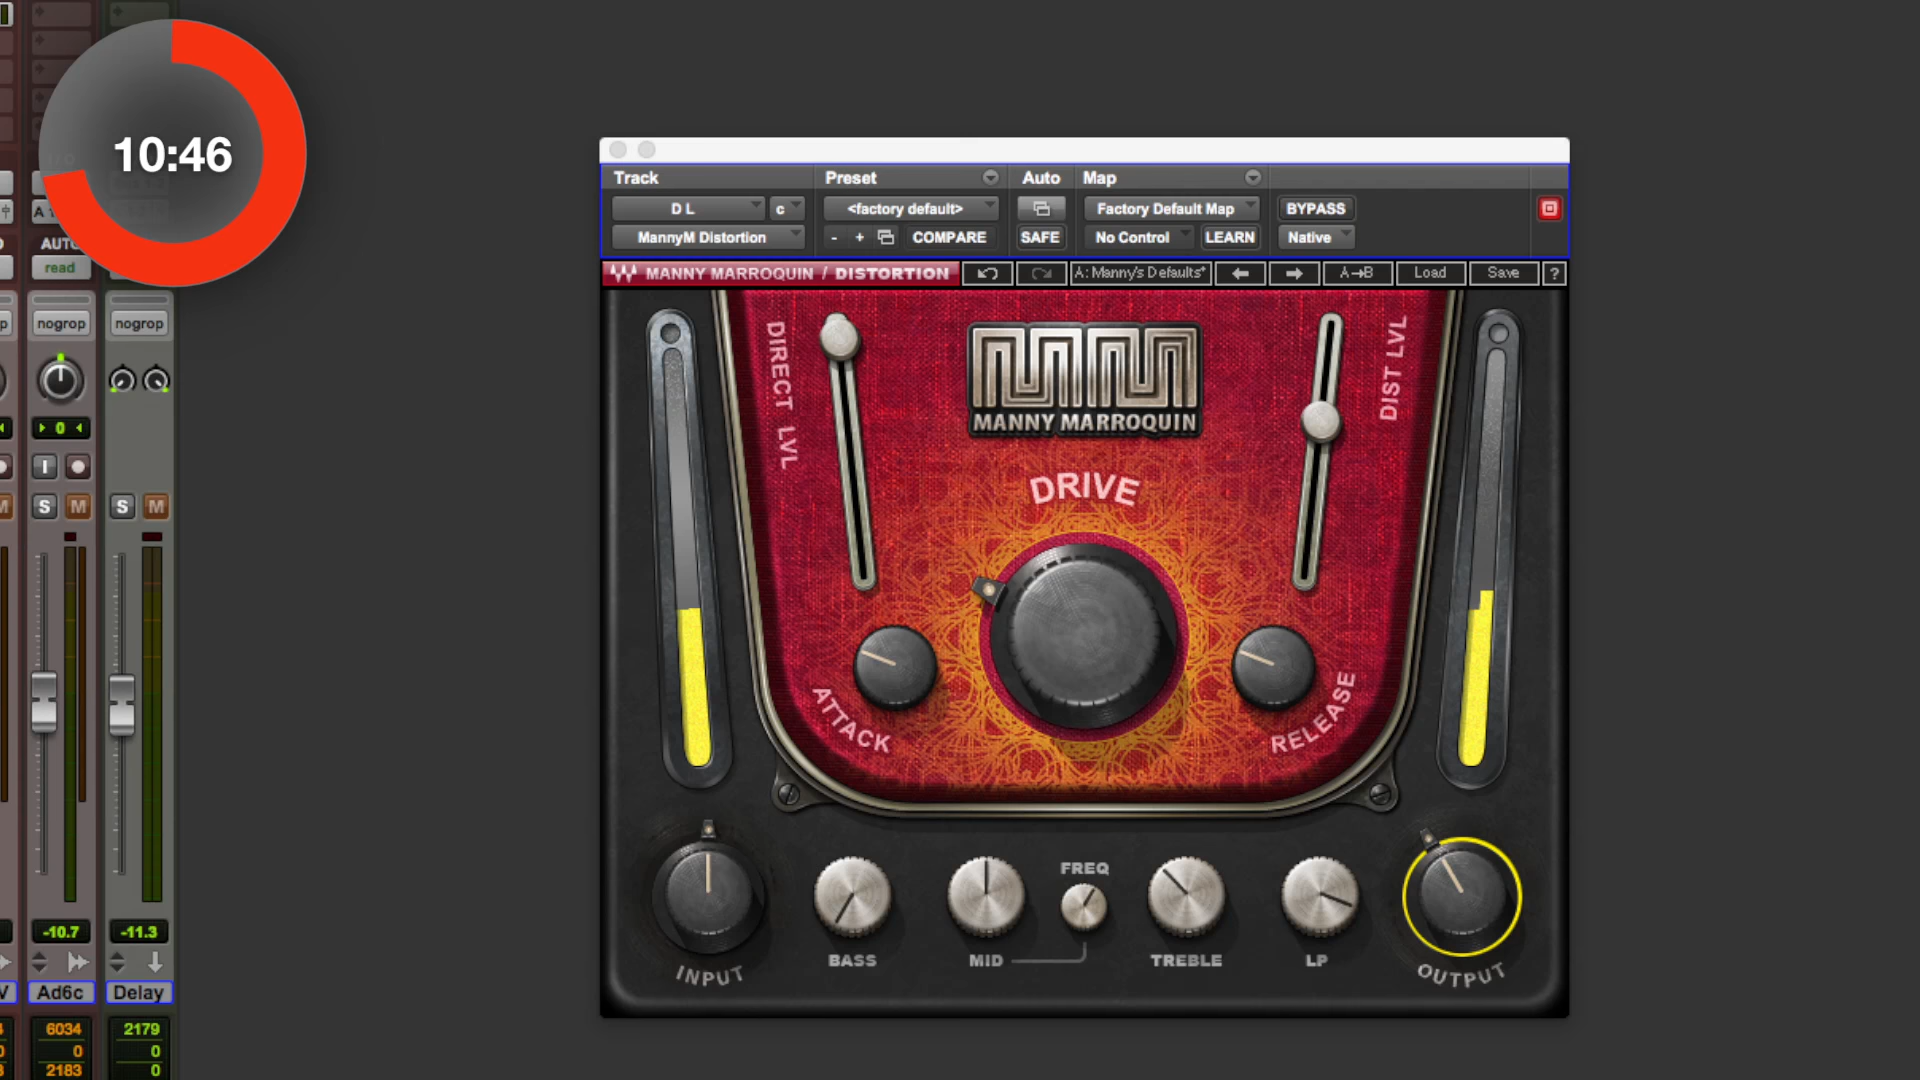 10:46
Track Preset Auto Map
D L c <factory default> Factory Default Map BYPASS
MannyM Distortion - + COMPARE SAFE No Control LEARN Native
MANNY MARROQUIN / DISTORTION A: Manny's Defaults* A→B Load Save ?
read
nogrop nogrop
0
I
S M S M
-10.7 -11.3
V Ad6c Delay
6034 2179
0 0
2183 0
DIRECT LVL
DIST LVL
MM
MANNY MARROQUIN
DRIVE
ATTACK
RELEASE
FREQ
INPUT BASS MID TREBLE LP OUTPUT